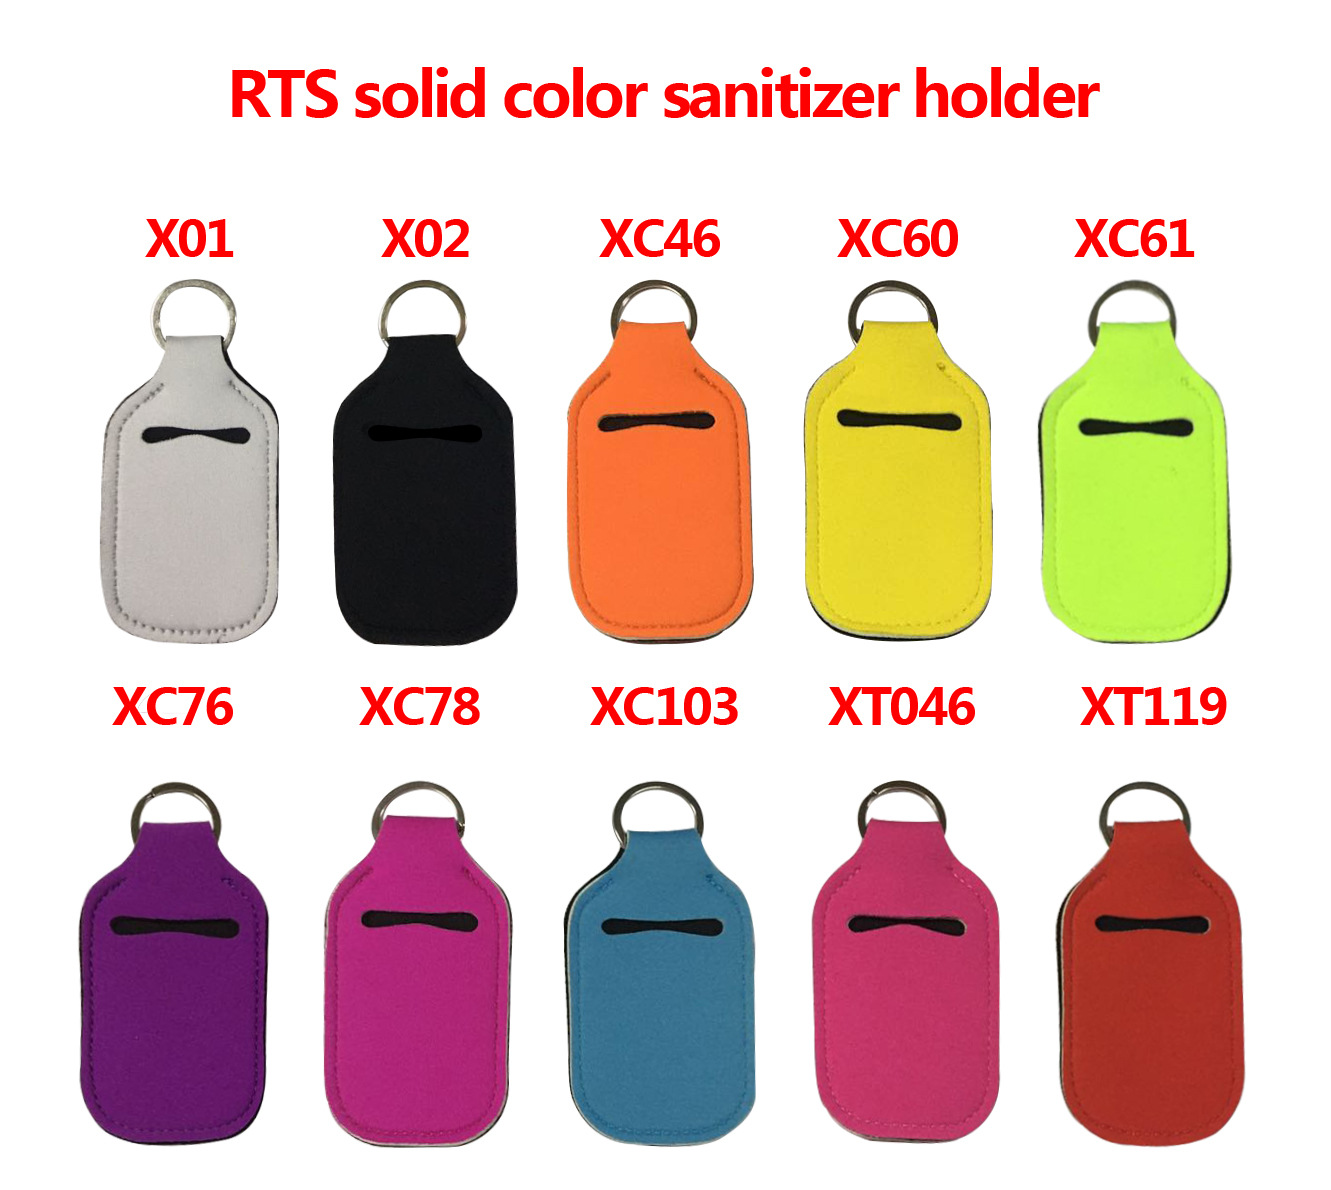 RTS solid color sanitizer holder
X01 X02 XC46 XC60 XC61
XC76 XC78 XC103 XT046 XT119